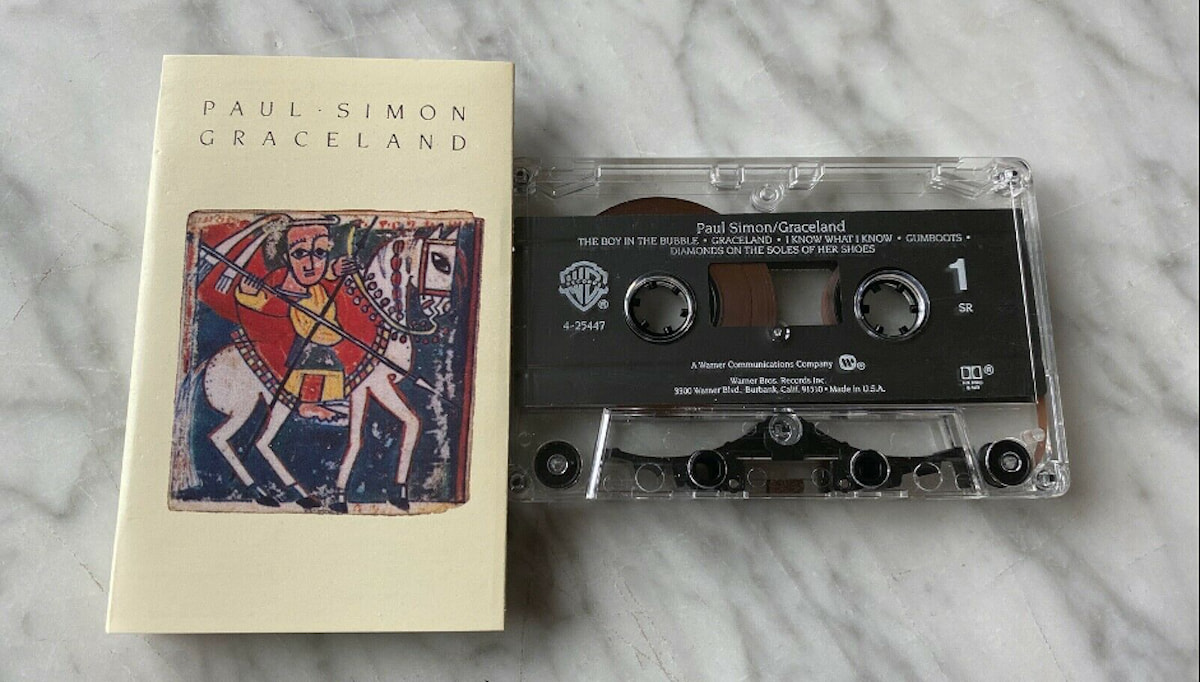 PAUL · SIMON
GRACELAND
Paul Simon/Graceland
THE BOY IN THE BUBBLE • GRACELAND • I KNOW WHAT I KNOW • GUMBOOTS •
DIAMONDS ON THE SOLES OF HER SHOES
1
SR
4-25447
A Warner Communications Company
Warner Bros. Records Inc.
3300 Warner Blvd., Burbank, Calif. 91510 • Made in U.S.A.